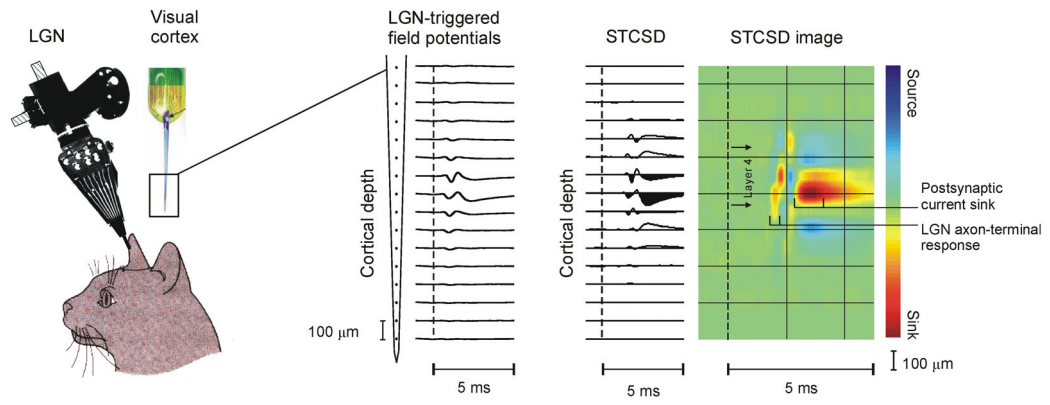 LGN
Visual
cortex
LGN-triggered
field potentials
STCSD
STCSD image
Cortical depth
100 μm
5 ms
Cortical depth
5 ms
Layer 4
5 ms
Source
Sink
Postsynaptic
current sink
LGN axon-terminal
response
100 μm